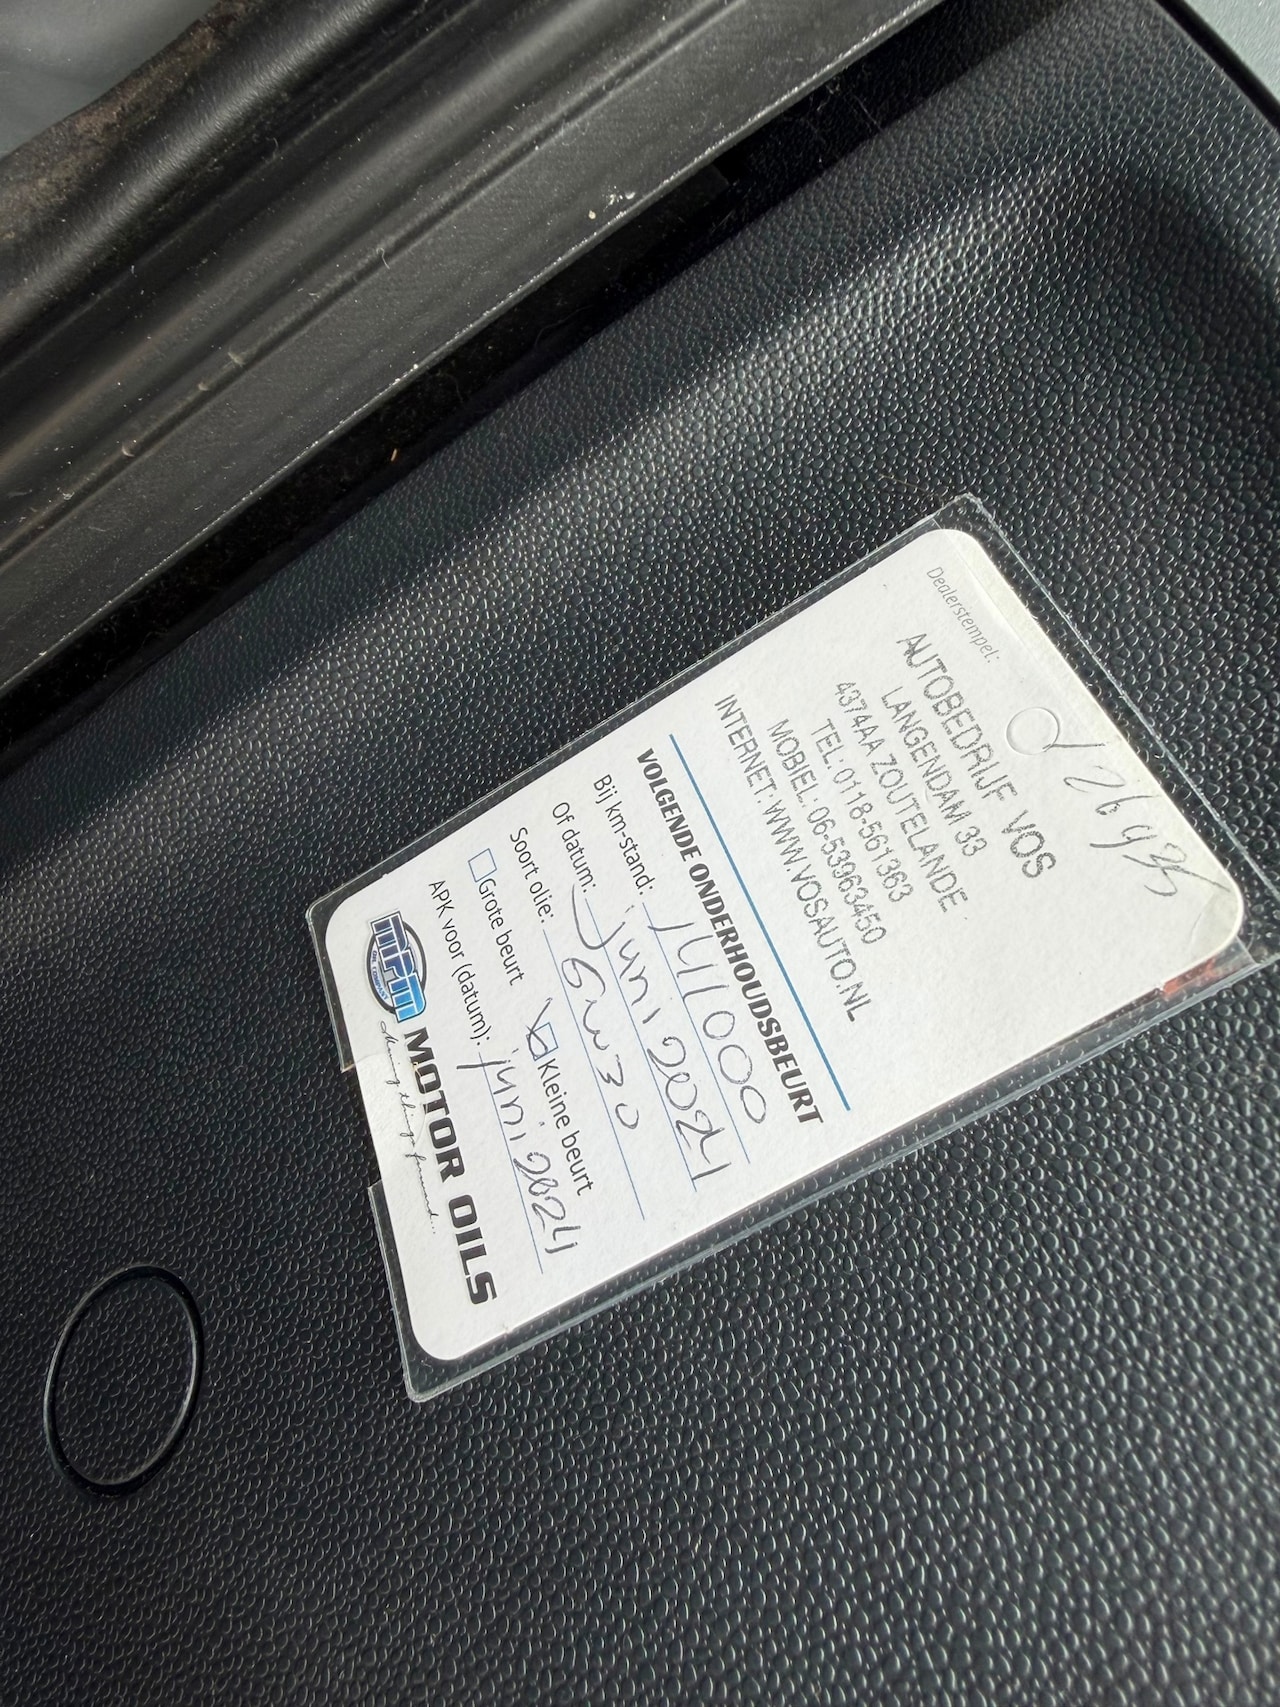 Dealerstempel:
AUTOBEDRIJF VOS
LANGENDAM 33
4374AA ZOUTELANDE
TEL: 0118-561363
MOBIEL: 06-53963450
INTERNET: WWW.VOSAUTO.NL
VOLGENDE ONDERHOUDSBEURT
Bij km-stand: 141000
Of datum: juni 2024
Soort olie: 5w30
Grote beurt Kleine beurt
APK voor (datum): juni 2024
mpm OIL COMPANY MOTOR OILS